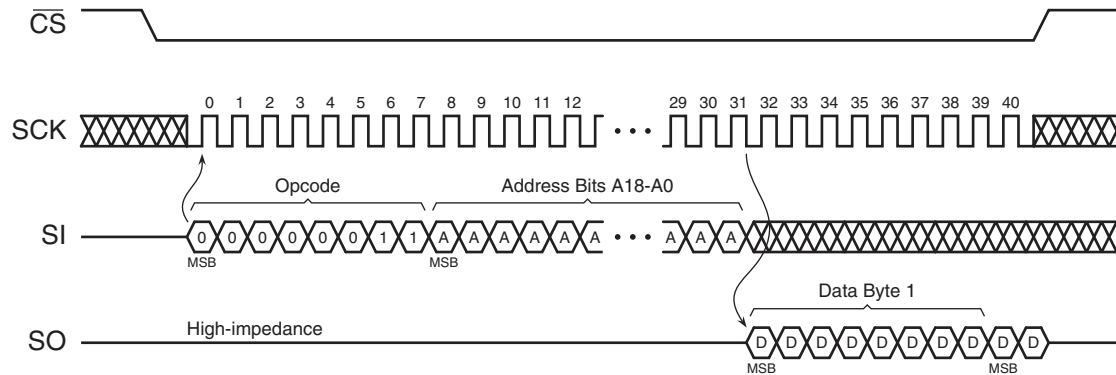 CS
0 1 2 3 4 5 6 7 8 9 10 11 12 29 30 31 32 33 34 35 36 37 38 39 40
SCK
Opcode Address Bits A18-A0
SI 0 0 0 0 0 0 1 1 A A A A A A A A A
MSB MSB
Data Byte 1
High-impedance
SO D D D D D D D D D D
MSB MSB